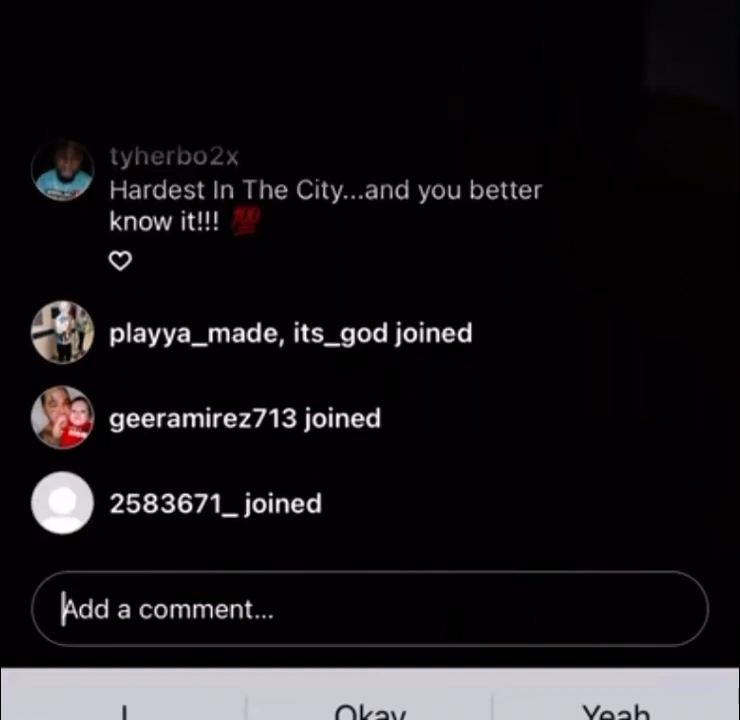 tyherbo2x
Hardest In The City...and you better
know it!!! 💯
playya_made, its_god joined
geeramirez713 joined
2583671_ joined
Add a comment...
I Okay Yeah